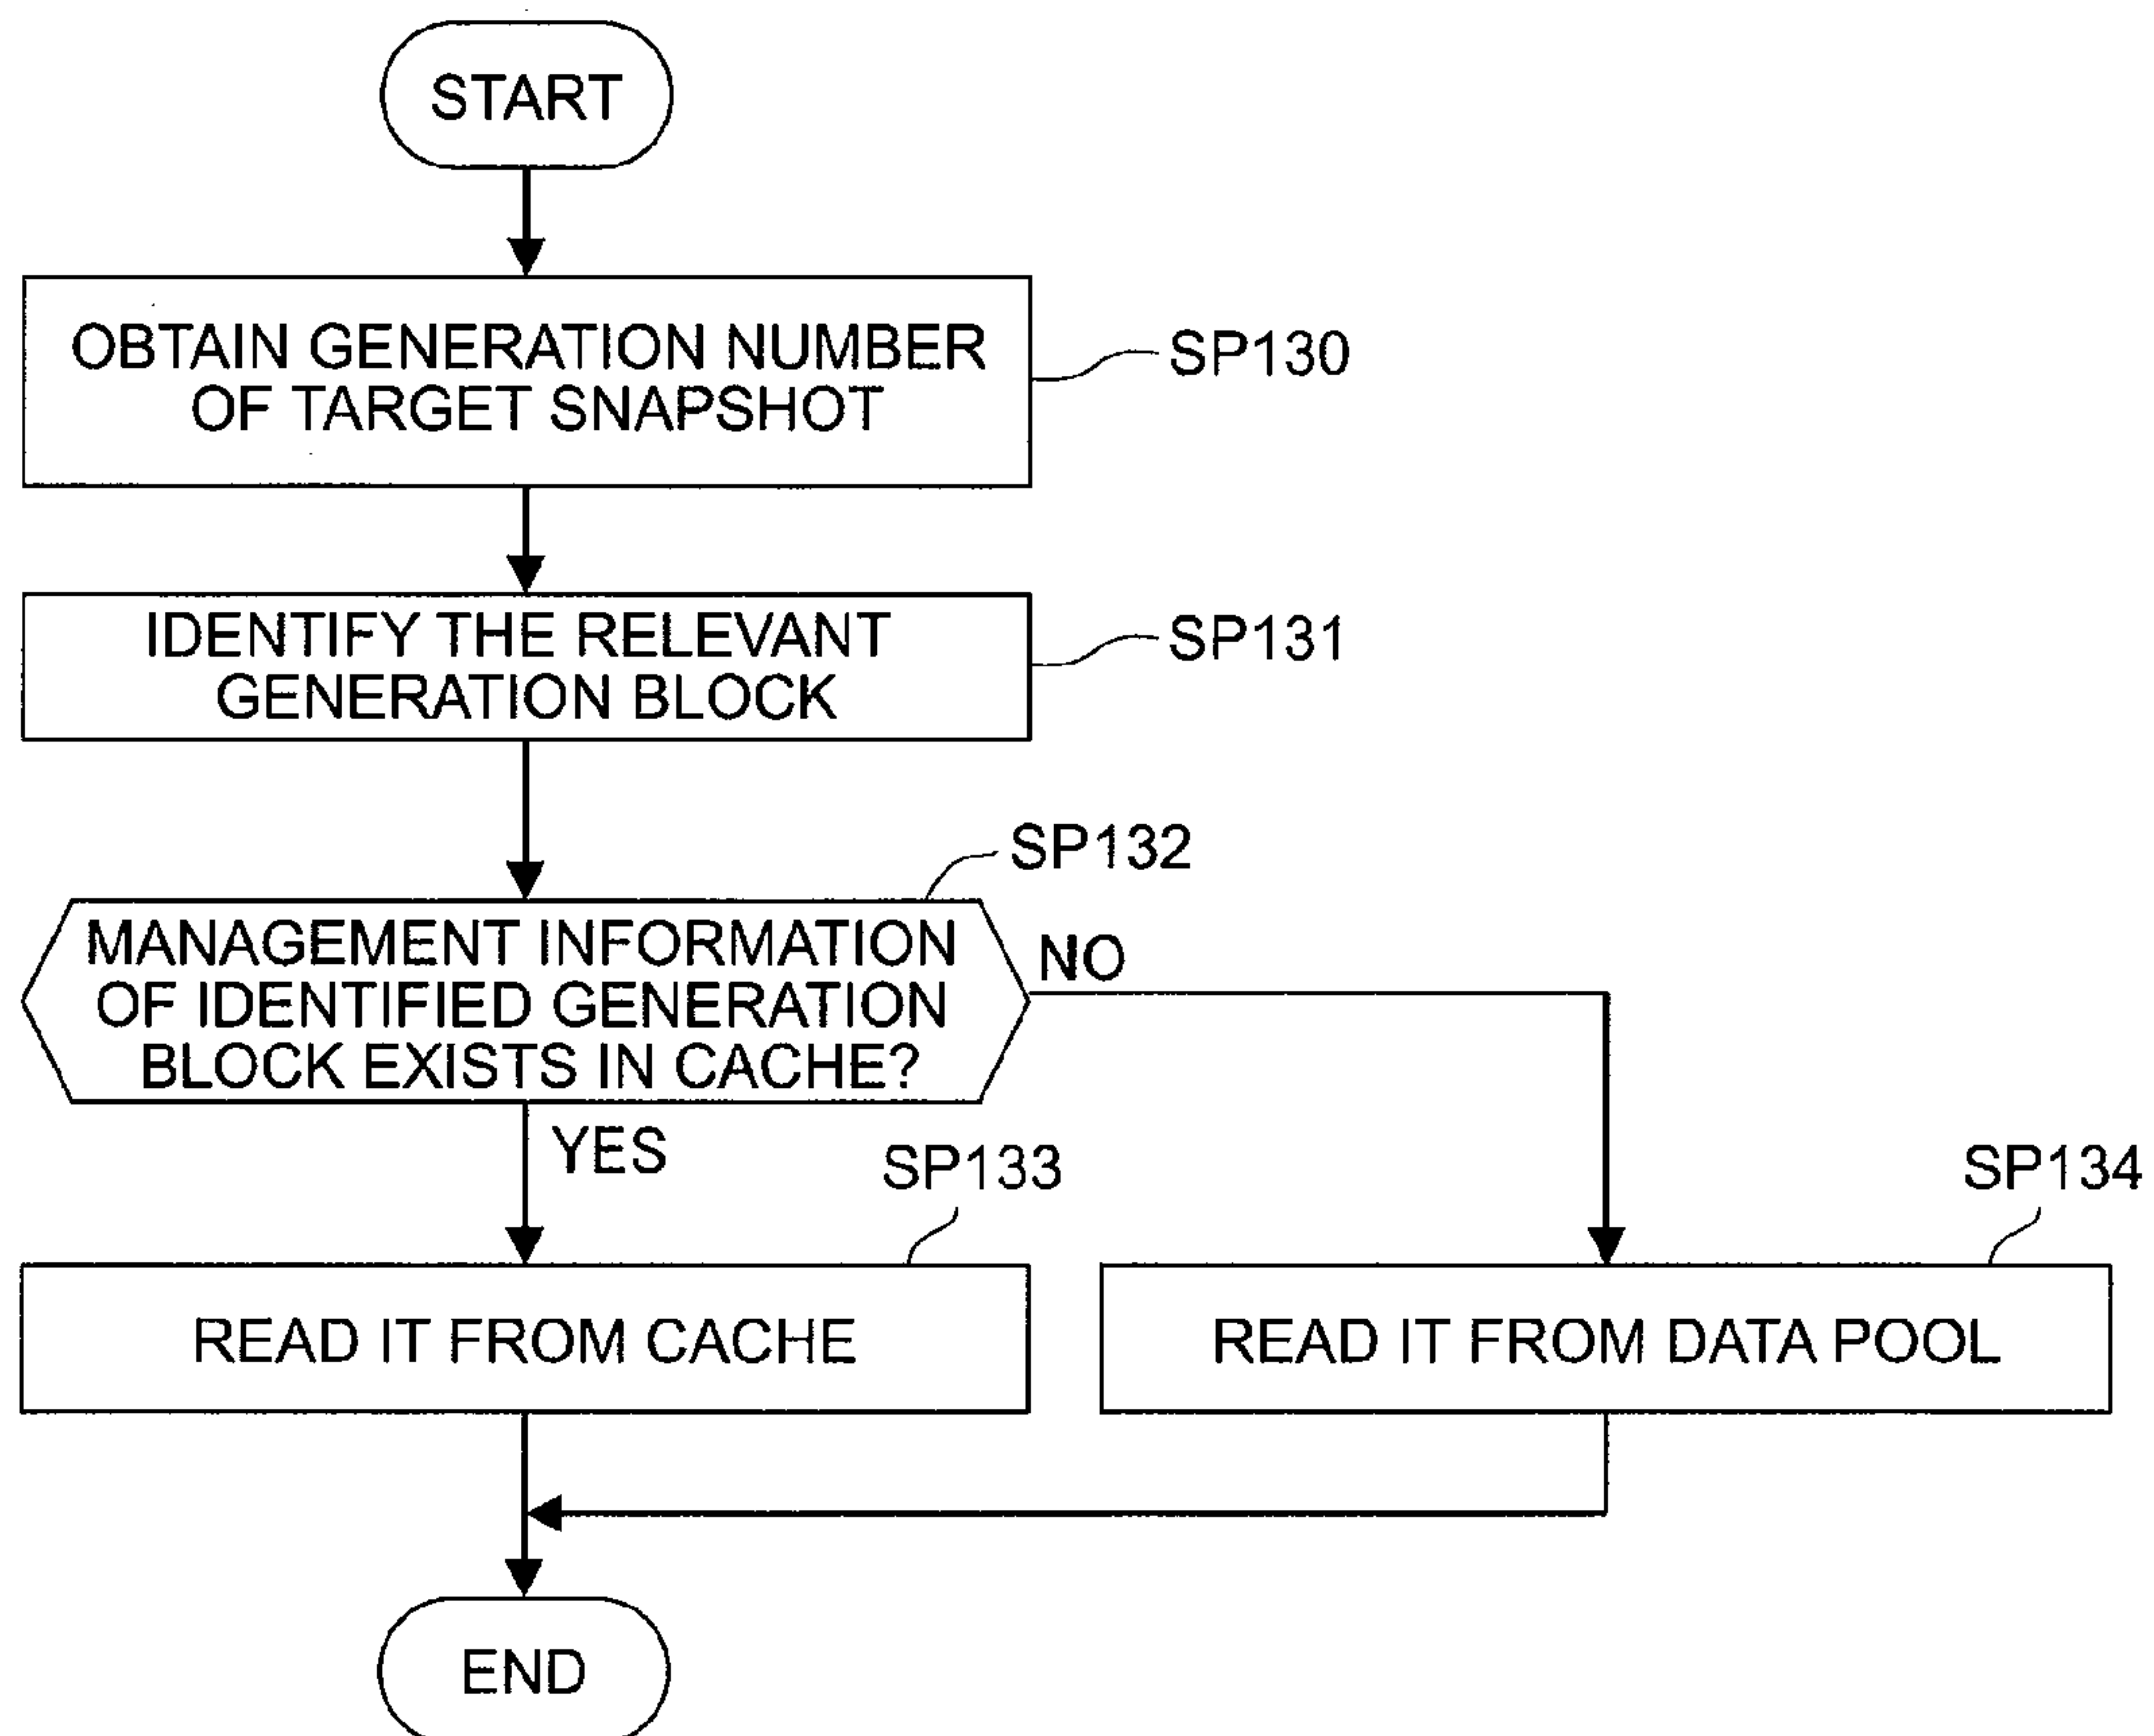 START
OBTAIN GENERATION NUMBER
OF TARGET SNAPSHOT
SP130
IDENTIFY THE RELEVANT
GENERATION BLOCK
SP131
SP132
MANAGEMENT INFORMATION
OF IDENTIFIED GENERATION
BLOCK EXISTS IN CACHE?
NO
YES
SP133
SP134
READ IT FROM CACHE
READ IT FROM DATA POOL
END